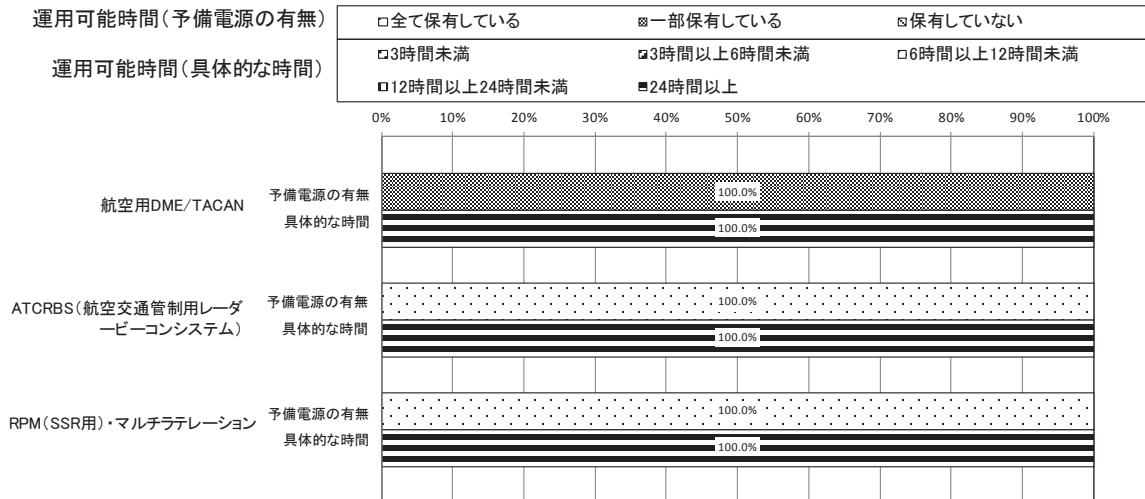 運用可能時間(予備電源の有無)
全て保有している 一部保有している 保有していない
運用可能時間(具体的な時間)
3時間未満 3時間以上6時間未満 6時間以上12時間未満
12時間以上24時間未満 24時間以上
0% 10% 20% 30% 40% 50% 60% 70% 80% 90% 100%
航空用DME/TACAN
予備電源の有無 100.0%
具体的な時間 100.0%
ATCRBS(航空交通管制用レーダ
ービーコンシステム)
予備電源の有無 100.0%
具体的な時間 100.0%
RPM(SSR用)・マルチラテレーション
予備電源の有無 100.0%
具体的な時間 100.0%